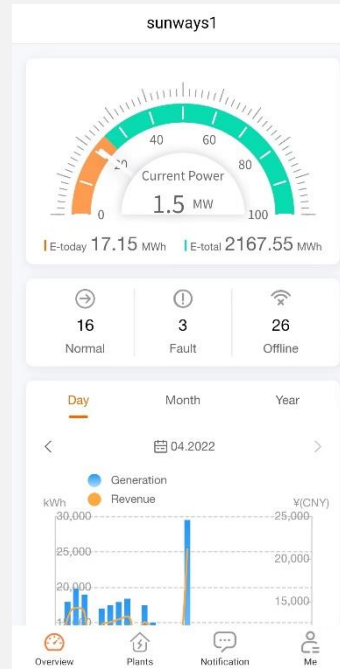 sunways1
40 60
20 80
Current Power
1.5 MW
0 100
E-today 17.15 MWh E-total 2167.55 MWh
16 3 26
Normal Fault Offline
Day Month Year
04.2022
Generation
Revenue
kWh ¥(CNY)
30,000 25,000
25,000 20,000
20,000 15,000
Overview Plants Notification Me